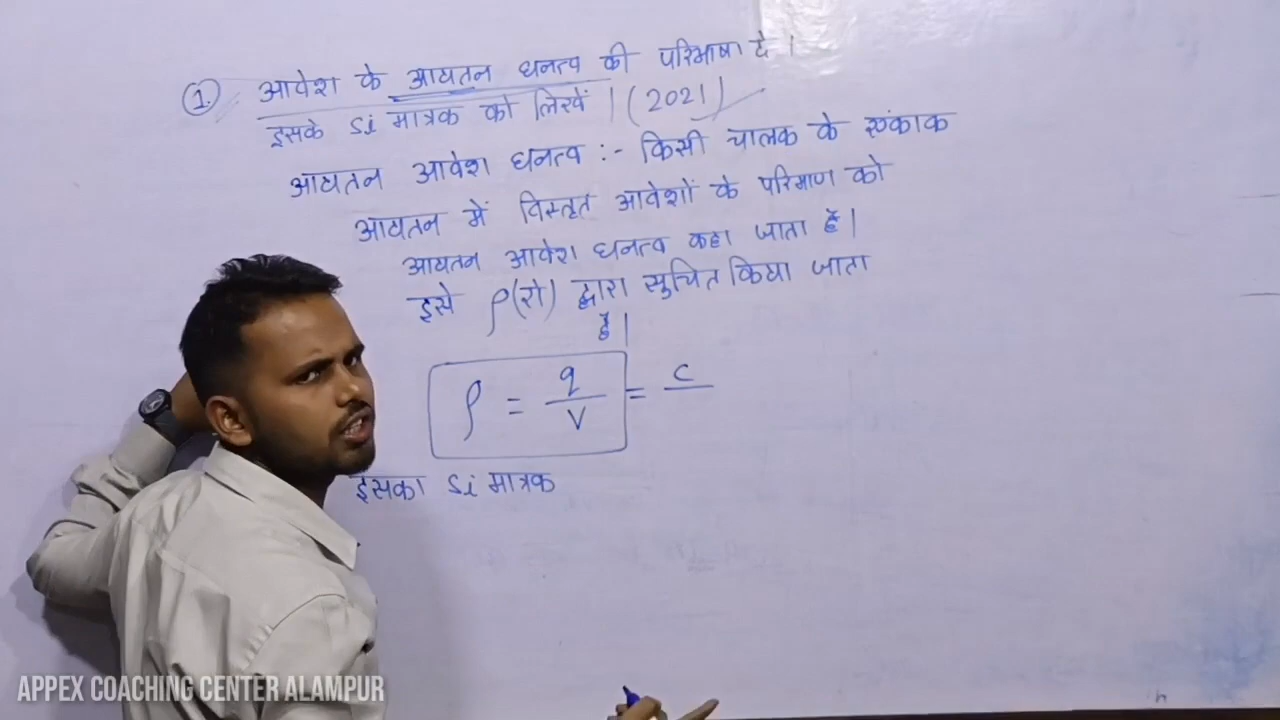 1. आवेश के आयतन घनत्व की परिभाषा दे।
इसके Si मात्रक को लिखें। (2021)
आयतन आवेश घनत्व :- किसी चालक के एकांक
आयतन में विस्तृत आवेशों के परिमाण को
आयतन आवेश घनत्व कहा जाता है।
इसे ρ(रो) द्वारा सुचित किया जाता
है।
ρ = q/V = C/
इसका Si मात्रक
APPEX COACHING CENTER ALAMPUR